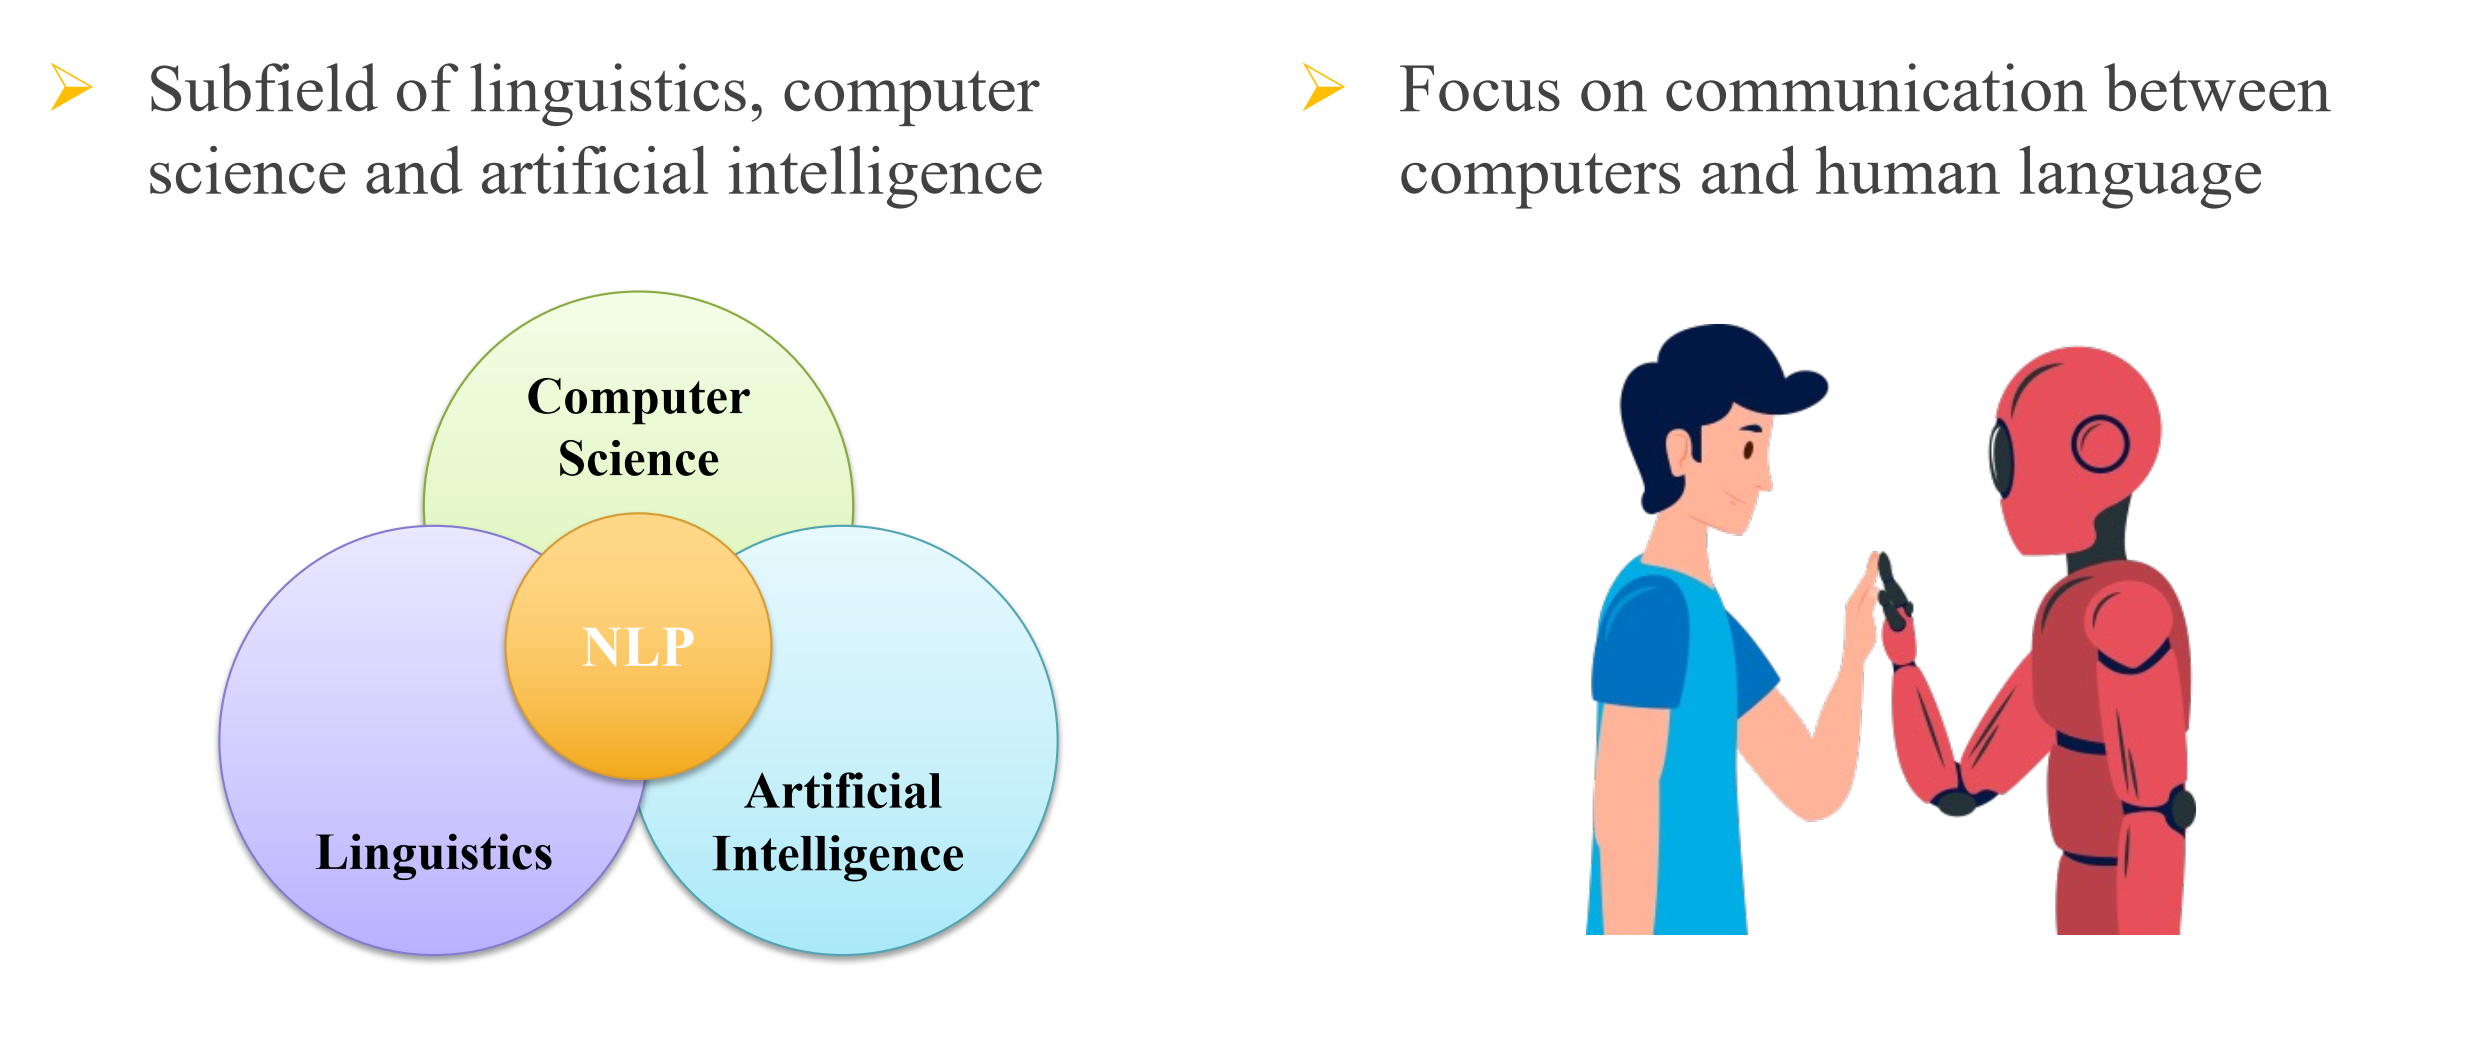 Subfield of linguistics, computer
science and artificial intelligence
Focus on communication between
computers and human language
Computer
Science
NLP
Linguistics
Artificial
Intelligence